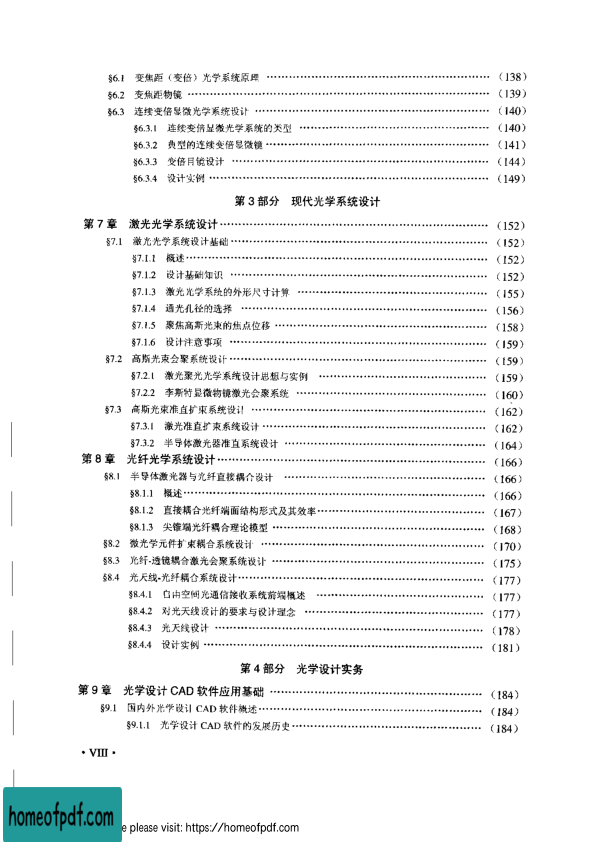 §6.1 变焦距（变倍）光学系统原理 ……………………………………………… （138）
§6.2 变焦距物镜 ……………………………………………… （139）
§6.3 连续变倍显微光学系统设计 ……………………………………………… （140）
§6.3.1 连续变倍显微光学系统的类型 ……………………………………………… （140）
§6.3.2 典型的连续变倍显微镜 ……………………………………………… （141）
§6.3.3 变倍目镜设计 ……………………………………………… （144）
§6.3.4 设计实例 ……………………………………………… （149）
第3部分 现代光学系统设计
第7章 激光光学系统设计 ……………………………………………… （152）
§7.1 激光光学系统设计基础 ……………………………………………… （152）
§7.1.1 概述 ……………………………………………… （152）
§7.1.2 设计基础知识 ……………………………………………… （152）
§7.1.3 激光光学系统的外形尺寸计算 ……………………………………………… （155）
§7.1.4 通光孔径的选择 ……………………………………………… （156）
§7.1.5 聚焦高斯光束的焦点位移 ……………………………………………… （158）
§7.1.6 设计注意事项 ……………………………………………… （159）
§7.2 高斯光束会聚系统设计 ……………………………………………… （159）
§7.2.1 激光聚光光学系统设计思想与实例 ……………………………………………… （159）
§7.2.2 李斯特显微物镜激光会聚系统 ……………………………………………… （160）
§7.3 高斯光束准直扩束系统设计 ……………………………………………… （162）
§7.3.1 激光准直扩束系统设计 ……………………………………………… （162）
§7.3.2 半导体激光器准直系统设计 ……………………………………………… （164）
第8章 光纤光学系统设计 ……………………………………………… （166）
§8.1 半导体激光器与光纤直接耦合设计 ……………………………………………… （166）
§8.1.1 概述 ……………………………………………… （166）
§8.1.2 直接耦合光纤端面结构形式及其效率 ……………………………………………… （167）
§8.1.3 尖锥端光纤耦合理论模型 ……………………………………………… （168）
§8.2 微光学元件扩束耦合系统设计 ……………………………………………… （170）
§8.3 光纤-透镜耦合激光会聚系统设计 ……………………………………………… （175）
§8.4 光天线-光纤耦合系统设计 ……………………………………………… （177）
§8.4.1 自由空间光通信接收系统前端概述 ……………………………………………… （177）
§8.4.2 对光天线设计的要求与设计理念 ……………………………………………… （177）
§8.4.3 光天线设计 ……………………………………………… （178）
§8.4.4 设计实例 ……………………………………………… （181）
第4部分 光学设计实务
第9章 光学设计 CAD 软件应用基础 ……………………………………………… （184）
§9.1 国内外光学设计 CAD 软件概述 ……………………………………………… （184）
§9.1.1 光学设计 CAD 软件的发展历史 ……………………………………………… （184）
• VIII •
homeofpdf.com
e please visit: https://homeofpdf.com